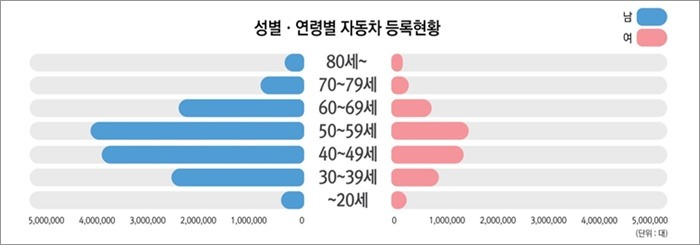 성별 · 연령별 자동차 등록현황
남
여
80세~
70~79세
60~69세
50~59세
40~49세
30~39세
~20세
5,000,000 4,000,000 3,000,000 2,000,000 1,000,000 0 0 1,000,000 2,000,000 3,000,000 4,000,000 5,000,000
(단위 : 대)